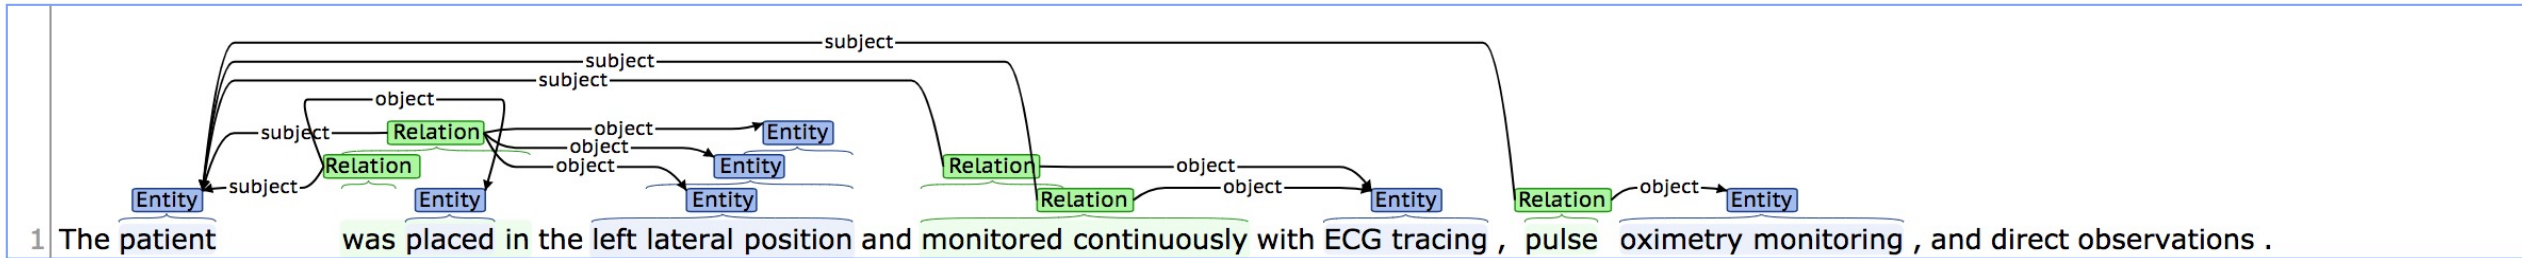 subject
subject
subject
object
subject Relation object Entity
object
Relation object Entity Relation object
subject object
Entity Entity Entity Relation Entity Relation object Entity
1 The patient was placed in the left lateral position and monitored continuously with ECG tracing , pulse oximetry monitoring , and direct observations .